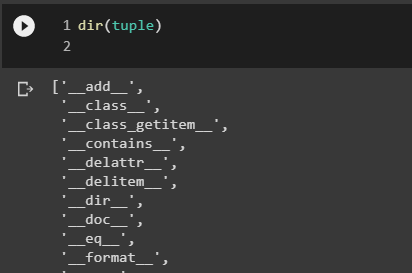 1 dir(tuple)
2
['__add__',
'__class__',
'__class_getitem__',
'__contains__',
'__delattr__',
'__delitem__',
'__dir__',
'__doc__',
'__eq__',
'__format__',